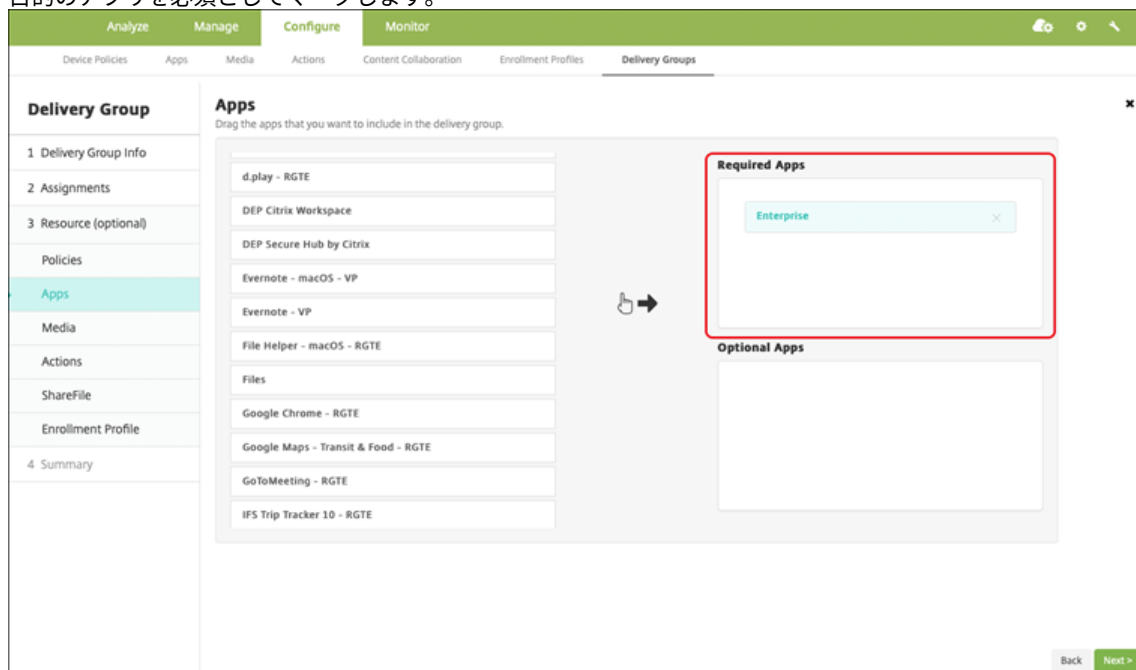 目的のアプリを必須としてマークします。
Analyze Manage Configure Monitor
Device Policies Apps Media Actions Content Collaboration Enrollment Profiles Delivery Groups
Delivery Group
1 Delivery Group Info
2 Assignments
3 Resource (optional)
Policies
Apps
Media
Actions
ShareFile
Enrollment Profile
4 Summary
Apps
Drag the apps that you want to include in the delivery group.
d.play - RGTE
DEP Citrix Workspace
DEP Secure Hub by Citrix
Evernote - macOS - VP
Evernote - VP
File Helper - macOS - RGTE
Files
Google Chrome - RGTE
Google Maps - Transit & Food - RGTE
GoToMeeting - RGTE
IFS Trip Tracker 10 - RGTE
Required Apps
Enterprise
Optional Apps
Back Next >